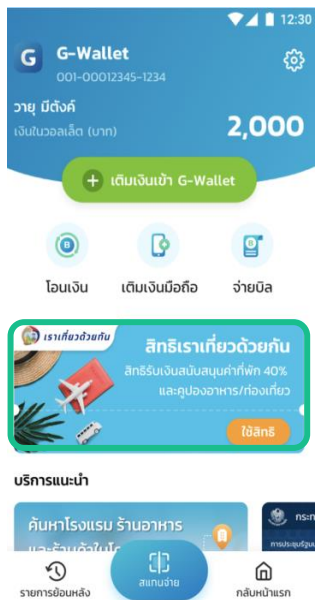 12:30
G G-Wallet
001-00012345-1234
วายุ มีตังค์
เงินในวอลเล็ต (บาท)
2,000
+ เติมเงินเข้า G-Wallet
โอนเงิน
เติมเงินมือถือ
จ่ายบิล
เราเที่ยวด้วยกัน
สิทธิเราเที่ยวด้วยกัน
สิทธิรับเงินสนับสนุนค่าที่พัก 40%
และคูปองอาหาร/ท่องเที่ยว
ใช้สิทธิ
บริการแนะนำ
ค้นหาโรงแรม ร้านอาหาร
สแกนจ่าย
รายการย้อนหลัง
กลับหน้าแรก